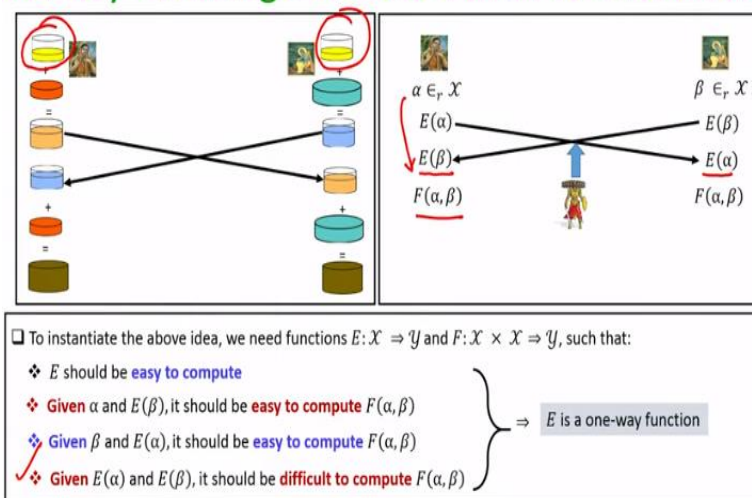 +
=
+
=
+
=
+
=
α ∈ᵣ 𝒳
β ∈ᵣ 𝒳
E(α)
E(β)
E(β)
E(α)
F(α,β)
F(α,β)
❑ To instantiate the above idea, we need functions E: 𝒳 ⇒ 𝒴 and F: 𝒳 × 𝒳 ⇒ 𝒴, such that:
❖ E should be easy to compute
❖ Given α and E(β), it should be easy to compute F(α,β)
❖ Given β and E(α), it should be easy to compute F(α,β)
❖ Given E(α) and E(β), it should be difficult to compute F(α,β)
⇒ E is a one-way function